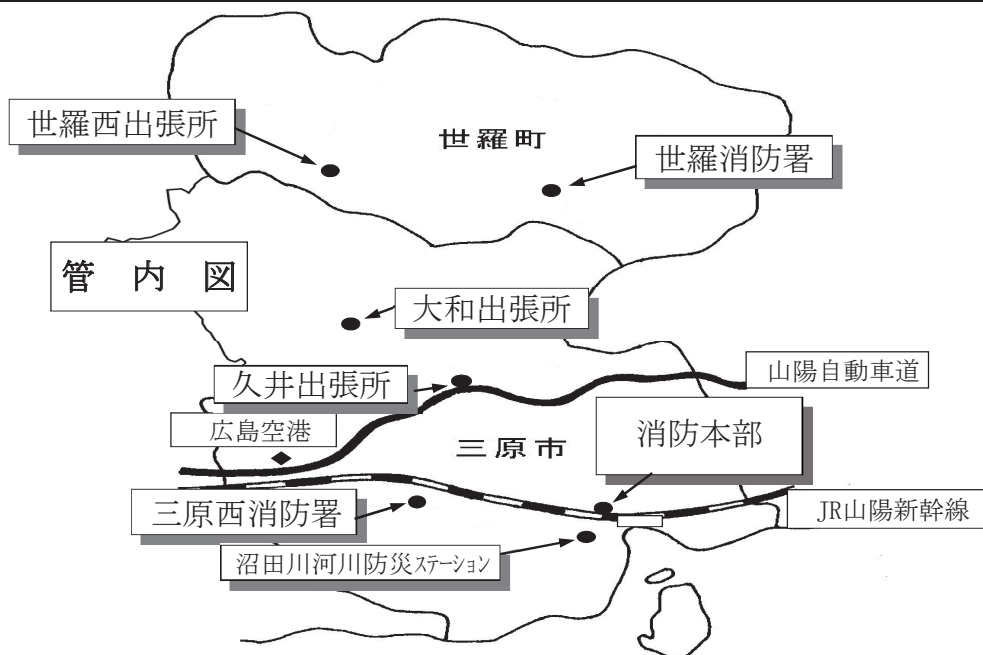 世羅西出張所
世羅町
世羅消防署
管内図
大和出張所
山陽自動車道
久井出張所
広島空港
三原市
消防本部
三原西消防署
JR山陽新幹線
沼田川河川防災ステーション